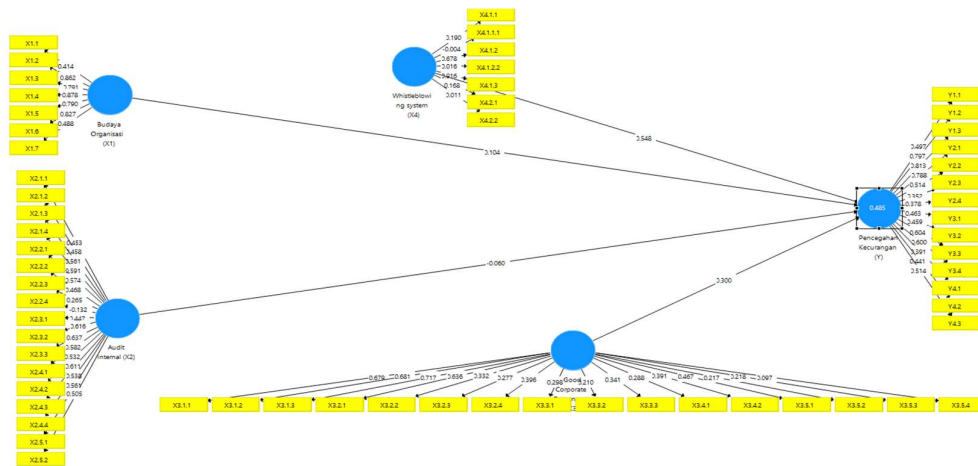 X1.1
X1.2
X1.3
X1.4
X1.5
X1.6
X1.7
0.414
0.862
0.791
0.878
0.790
0.827
0.488
Budaya
Organisasi
(X1)
X4.1.1
X4.1.1.1
X4.1.2
X4.1.2.2
X4.1.3
X4.2.1
X4.2.2
0.190
-0.004
0.678
0.016
0.916
0.168
0.011
Whistleblowi
ng system
(X4)
0.548
0.104
-0.060
0.300
X2.1.1
X2.1.2
X2.1.3
X2.1.4
X2.2.1
X2.2.2
X2.2.3
X2.2.4
X2.3.1
X2.3.2
X2.3.3
X2.4.1
X2.4.2
X2.4.3
X2.4.4
X2.5.1
X2.5.2
0.453
0.458
0.561
0.591
0.574
0.468
0.265
-0.132
0.447
0.616
0.637
0.582
0.532
0.611
0.538
0.561
0.505
Audit
Internal (X2)
0.679
0.681
0.717
0.636
0.332
0.277
0.396
0.298
0.210
0.341
0.288
0.391
0.467
0.217
0.218
0.097
Good
Corporate
X3.1.1
X3.1.2
X3.1.3
X3.2.1
X3.2.2
X3.2.3
X3.2.4
X3.3.1
X3.3.2
X3.3.3
X3.4.1
X3.4.2
X3.5.1
X3.5.2
X3.5.3
X3.5.4
0.485
Pencegahan
Kecurangan
(Y)
0.497
0.797
0.813
0.788
0.514
0.352
0.378
0.463
0.459
0.604
0.600
0.391
0.441
0.514
Y1.1
Y1.2
Y1.3
Y2.1
Y2.2
Y2.3
Y2.4
Y3.1
Y3.2
Y3.3
Y3.4
Y4.1
Y4.2
Y4.3